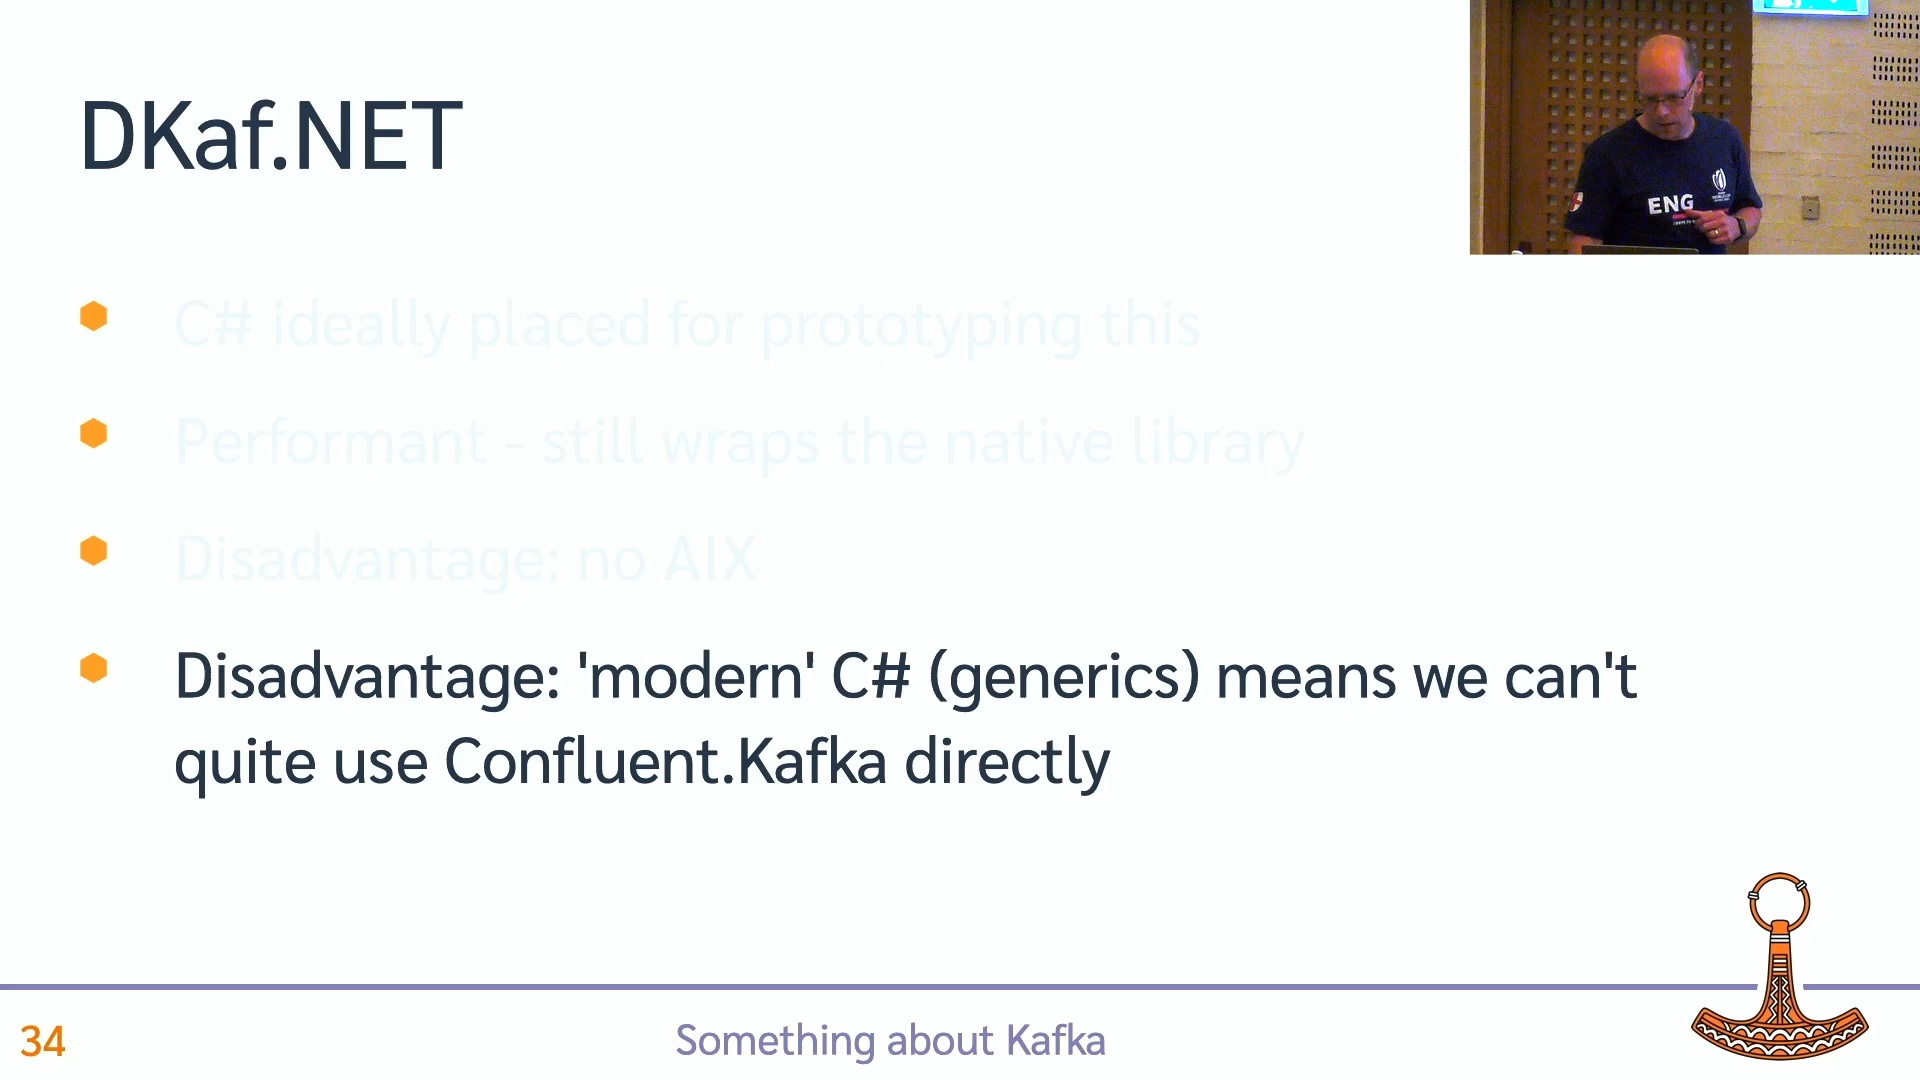 DKaf.NET
ENG
C# ideally placed for prototyping this
Performant - still wraps the native library
Disadvantage: no AIX
Disadvantage: 'modern' C# (generics) means we can't
quite use Confluent.Kafka directly
34
Something about Kafka